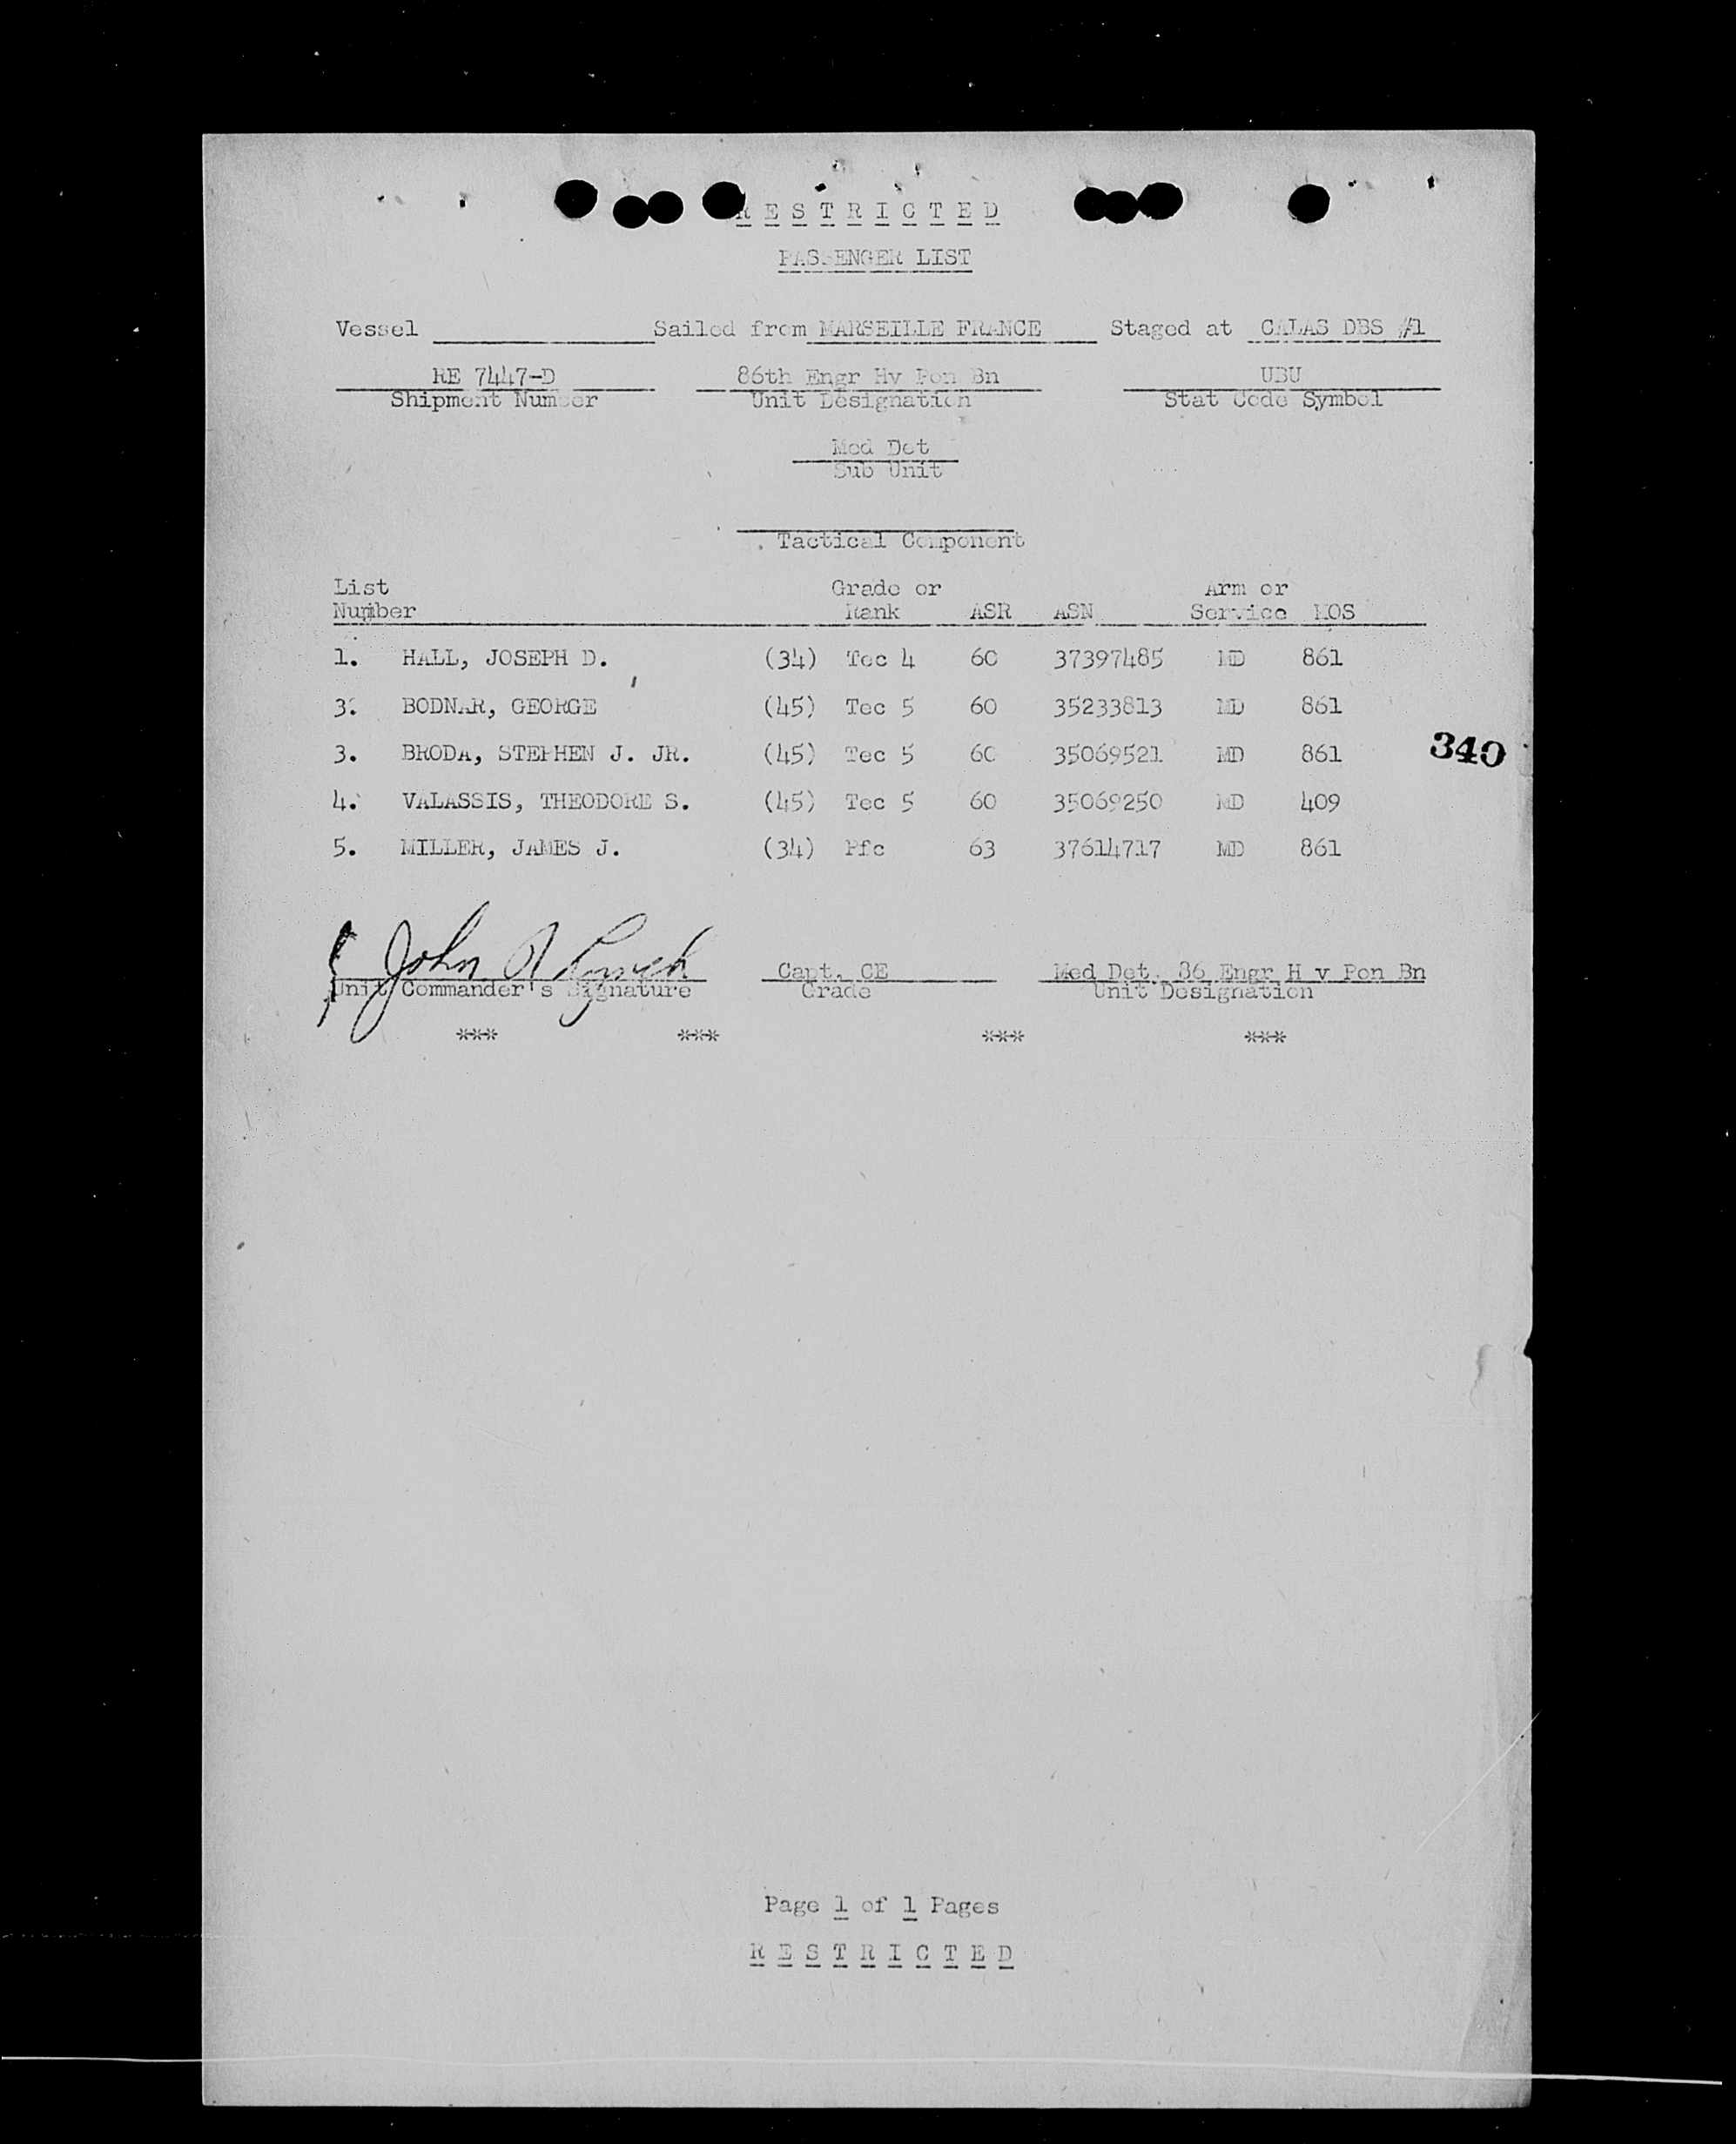 RESTRICTED
PASSENGER LIST
Vessel Sailed from MARSEILLE FRANCE Staged at CALAS DBS #1
RE 7447-D 86th Engr Hv Pon Bn UBU
Shipment Number Unit Designation Stat Code Symbol
Med Det
Sub Unit
Tactical Component
List Grade or Arm or
Number Rank ASR ASN Service MOS
1. HALL, JOSEPH D. (34) Tec 4 60 37397485 MD 861
3. BODNAR, GEORGE (45) Tec 5 60 35233813 MD 861
3. BRODA, STEPHEN J. JR. (45) Tec 5 60 35069521 MD 861
340
4. VALASSIS, THEODORE S. (45) Tec 5 60 35069250 MD 409
5. MILLER, JAMES J. (34) Pfc 63 37614717 MD 861
John R
Capt. CE Med Det. 86 Engr H v Pon Bn
Unit Commander's Signature Grade Unit Designation
*** *** *** ***
Page 1 of 1 Pages
RESTRICTED